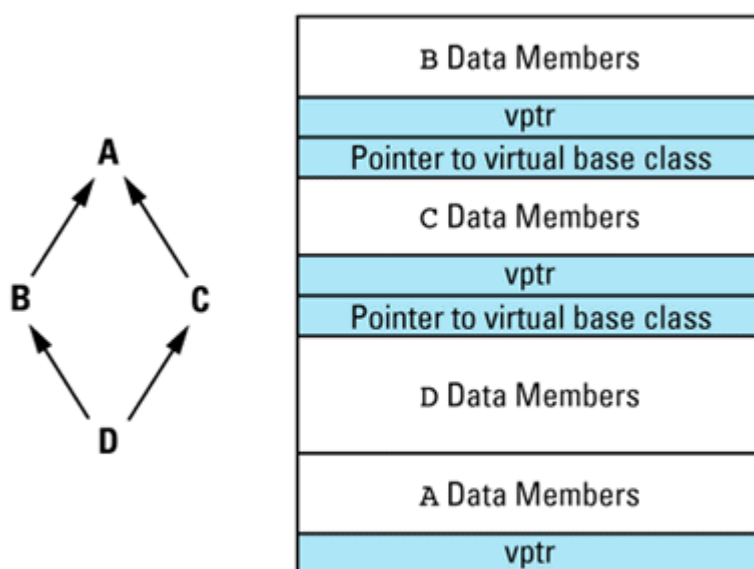 A
B
C
D
B Data Members
vptr
Pointer to virtual base class
C Data Members
vptr
Pointer to virtual base class
D Data Members
A Data Members
vptr